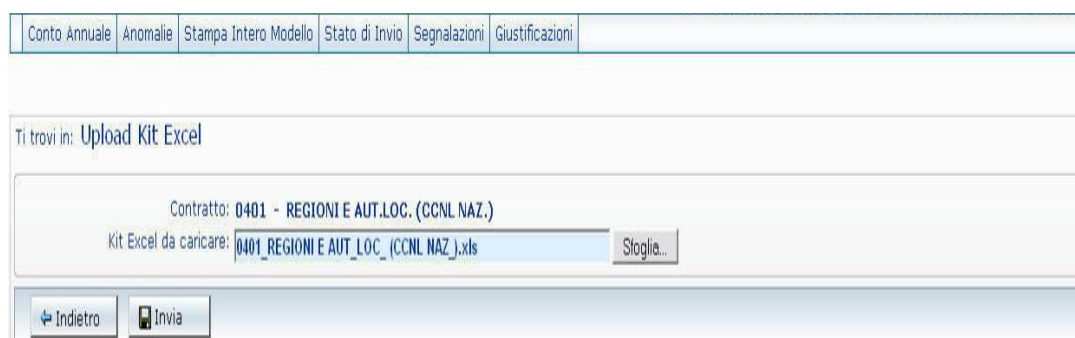 Conto Annuale Anomalie Stampa Intero Modello Stato di Invio Segnalazioni Giustificazioni
Ti trovi in: Upload Kit Excel
Contratto: 0401 - REGIONI E AUT.LOC. (CCNL NAZ.)
Kit Excel da caricare: 0401_REGIONI E AUT_LOC_ (CCNL NAZ_).xls Sfoglia...
Indietro Invia